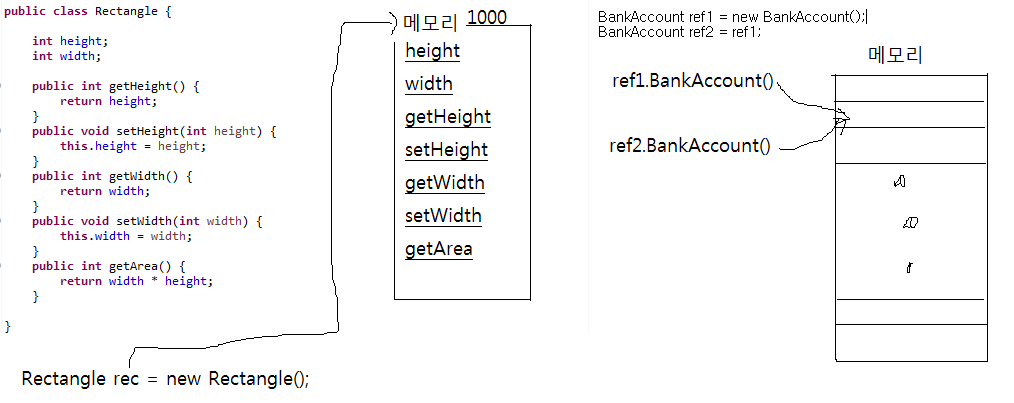 public class Rectangle {
int height;
int width;
public int getHeight() {
return height;
}
public void setHeight(int height) {
this.height = height;
}
public int getWidth() {
return width;
}
public void setWidth(int width) {
this.width = width;
}
public int getArea() {
return width * height;
}
}
Rectangle rec = new Rectangle();
메모리 1000
height
width
getHeight
setHeight
getWidth
setWidth
getArea
BankAccount ref1 = new BankAccount();
BankAccount ref2 = ref1;
메모리
ref1.BankAccount()
ref2.BankAccount()